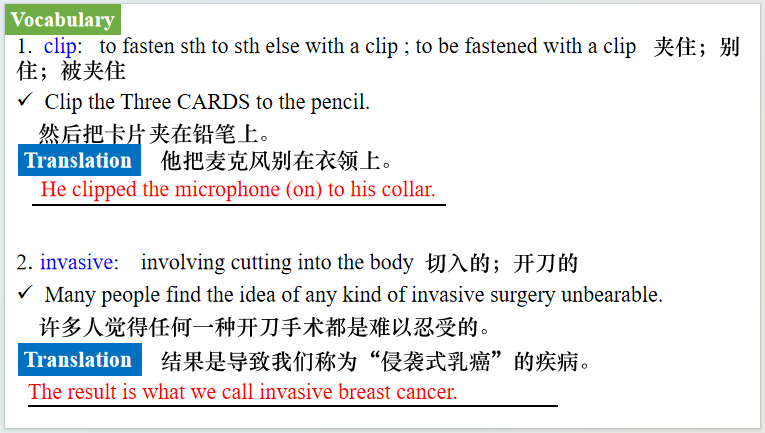 Vocabulary
1. clip: to fasten sth to sth else with a clip ; to be fastened with a clip 夹住；别
住；被夹住
✓ Clip the Three CARDS to the pencil.
然后把卡片夹在铅笔上。
Translation 他把麦克风别在衣领上。
He clipped the microphone (on) to his collar.
2. invasive: involving cutting into the body 切入的；开刀的
✓ Many people find the idea of any kind of invasive surgery unbearable.
许多人觉得任何一种开刀手术都是难以忍受的。
Translation 结果是导致我们称为“侵袭式乳癌”的疾病。
The result is what we call invasive breast cancer.